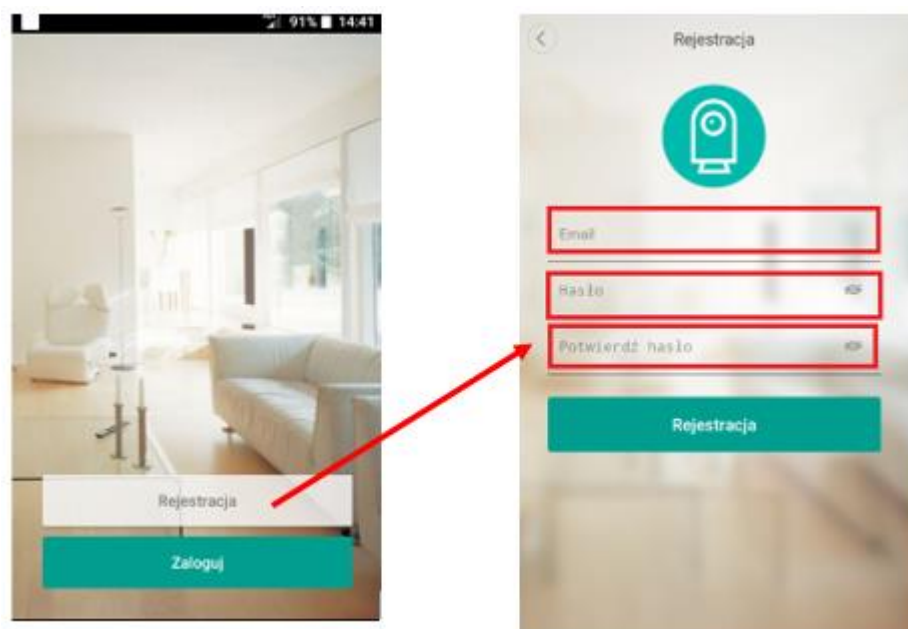 91% 14:41
Rejestracja
Zaloguj
Rejestracja
Email
Hasło
Potwierdź hasło
Rejestracja